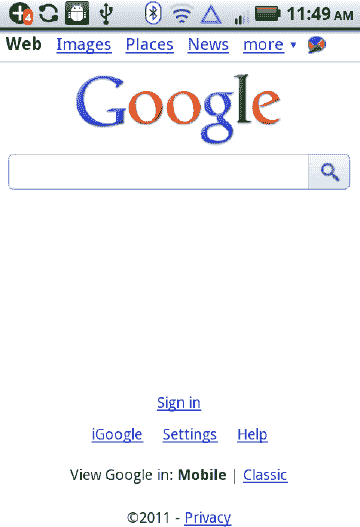 4 11:49 AM
Web Images Places News more ▼
Google
Sign in
iGoogle Settings Help
View Google in: Mobile | Classic
©2011 - Privacy